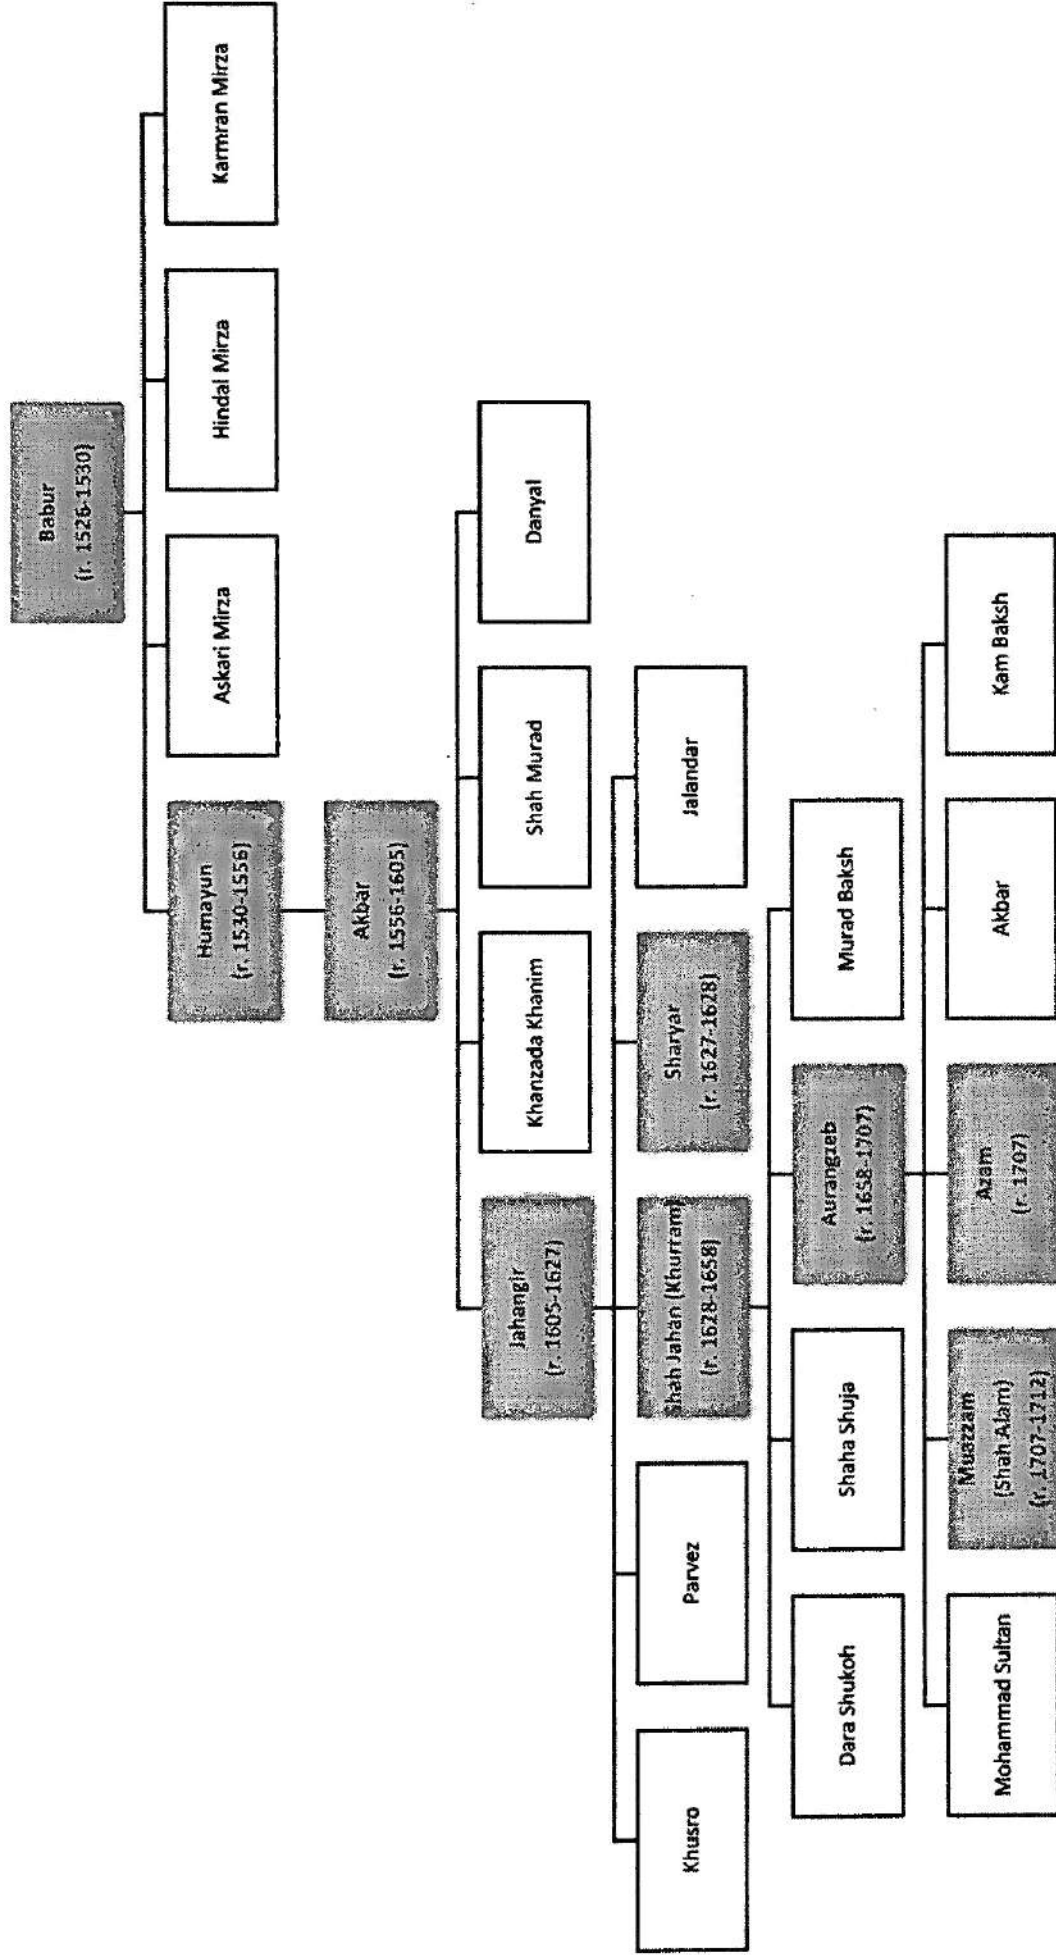 Babur
(r. 1526-1530)
Humayun
(r. 1530-1556)
Askari Mirza
Hindal Mirza
Karmran Mirza
Akbar
(r. 1556-1605)
Jahangir
(r. 1605-1627)
Khanzada Khanim
Shah Murad
Danyal
Khusro
Parvez
Shah Jahan (Khurram)
(r. 1628-1658)
Sharyar
(r. 1627-1628)
Jalandar
Dara Shukoh
Shaha Shuja
Aurangzeb
(r. 1658-1707)
Murad Baksh
Mohammad Sultan
Muazzam
(Shah Alam)
(r. 1707-1712)
Azam
(r. 1707)
Akbar
Kam Baksh